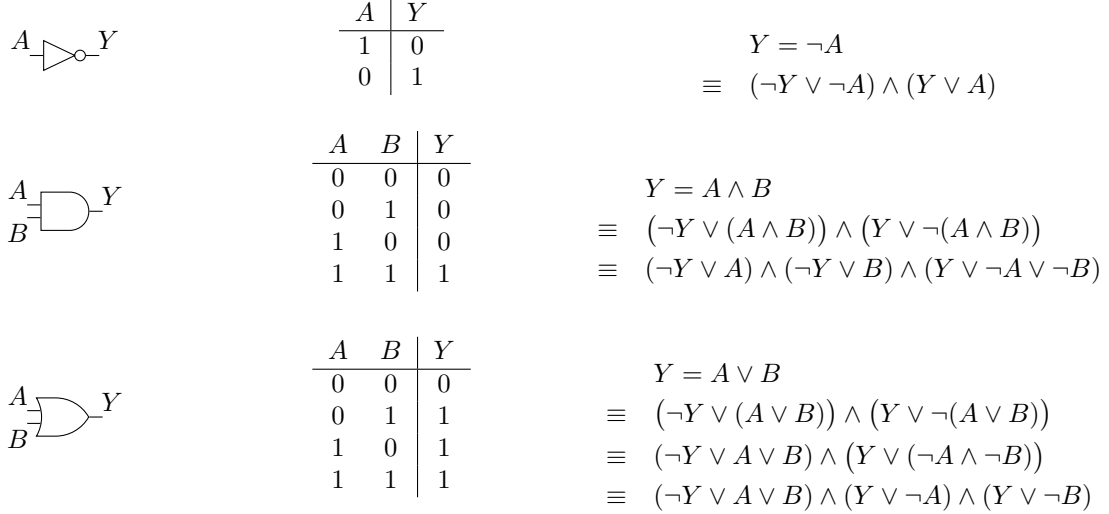 A Y
A Y
1 0
0 1
Y = ¬A
≡ (¬Y ∨ ¬A) ∧ (Y ∨ A)
A
B
Y
A B Y
0 0 0
0 1 0
1 0 0
1 1 1
Y = A ∧ B
≡ (¬Y ∨ (A ∧ B)) ∧ (Y ∨ ¬(A ∧ B))
≡ (¬Y ∨ A) ∧ (¬Y ∨ B) ∧ (Y ∨ ¬A ∨ ¬B)
A
B
Y
A B Y
0 0 0
0 1 1
1 0 1
1 1 1
Y = A ∨ B
≡ (¬Y ∨ (A ∨ B)) ∧ (Y ∨ ¬(A ∨ B))
≡ (¬Y ∨ A ∨ B) ∧ (Y ∨ (¬A ∧ ¬B))
≡ (¬Y ∨ A ∨ B) ∧ (Y ∨ ¬A) ∧ (Y ∨ ¬B)